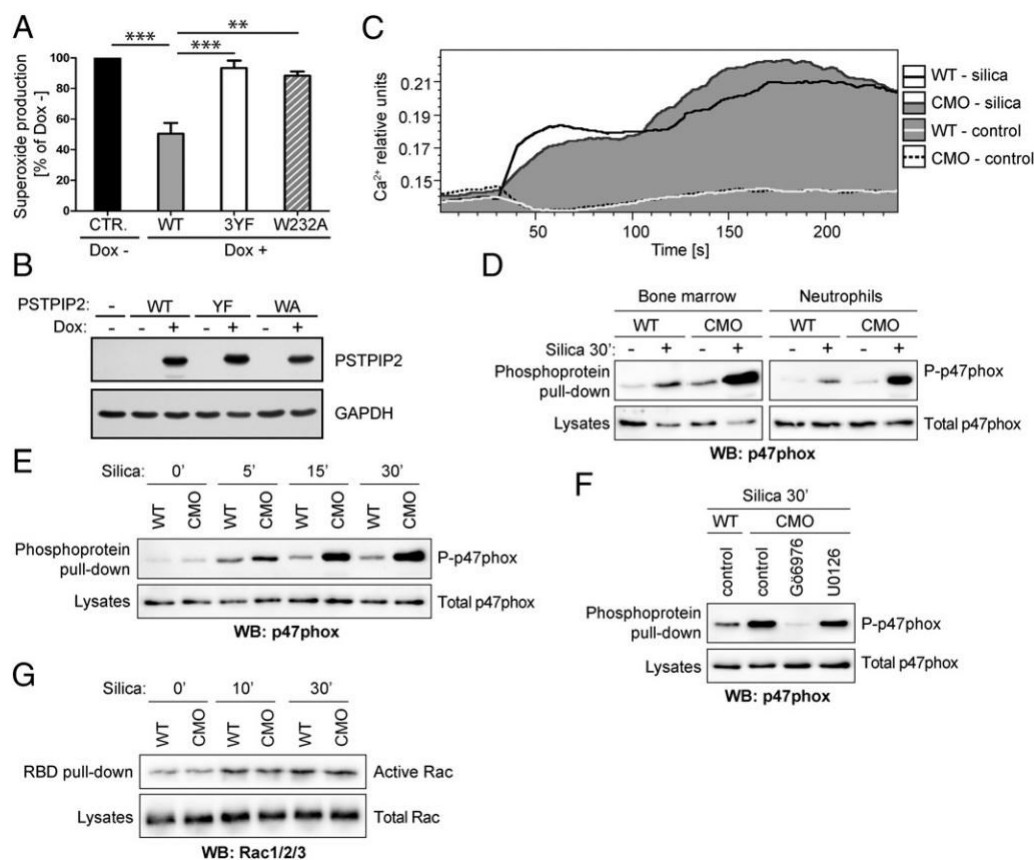 A
Superoxide production
[% of Dox -]
100
80
60
40
20
0
***
***
**
CTR. WT 3YF W232A
Dox - Dox +
B
PSTPIP2: - WT YF WA
Dox: - - + - + - +
PSTPIP2
GAPDH
C
Ca²⁺ relative units
0.21
0.19
0.17
0.15
50 100 150 200
Time [s]
WT - silica
CMO - silica
WT - control
CMO - control
D
Bone marrow Neutrophils
WT CMO WT CMO
Silica 30' - + - + - + - +
Phosphoprotein
pull-down
P-p47phox
Lysates Total p47phox
WB: p47phox
E
Silica: 0' 5' 15' 30'
WT CMO WT CMO WT CMO WT CMO
Phosphoprotein
pull-down
P-p47phox
Lysates Total p47phox
WB: p47phox
F
Silica 30'
WT CMO
control control Gö6976 U0126
Phosphoprotein
pull-down
P-p47phox
Lysates Total p47phox
WB: p47phox
G
Silica: 0' 10' 30'
WT CMO WT CMO WT CMO
RBD pull-down Active Rac
Lysates Total Rac
WB: Rac1/2/3